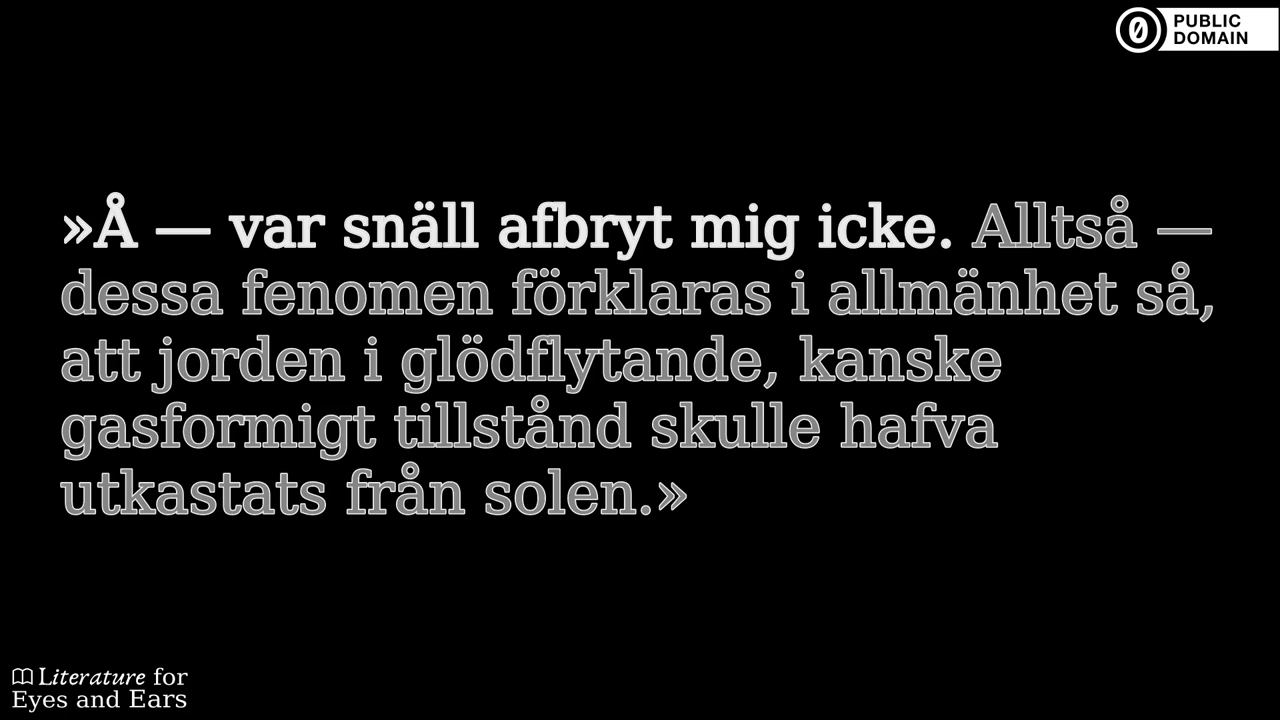 PUBLIC
DOMAIN
»Å — var snäll afbryt mig icke. Alltså —
dessa fenomen förklaras i allmänhet så,
att jorden i glödflytande, kanske
gasformigt tillstånd skulle hafva
utkastats från solen.»
Literature for
Eyes and Ears